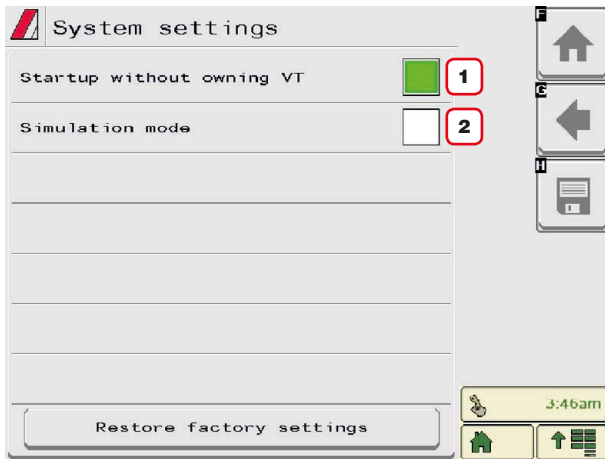 System settings
F
Startup without owning VT 1
G
Simulation mode 2
H
3:46am
Restore factory settings